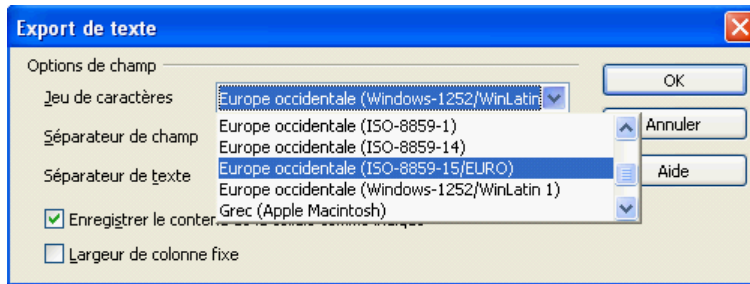 Export de texte
Options de champ
Jeu de caractères
Europe occidentale (Windows-1252/WinLatin
OK
Europe occidentale (ISO-8859-1)
Annuler
Séparateur de champ
Europe occidentale (ISO-8859-14)
Europe occidentale (ISO-8859-15/EURO)
Aide
Séparateur de texte
Europe occidentale (Windows-1252/WinLatin 1)
Grec (Apple Macintosh)
Enregistrer le
Largeur de colonne fixe